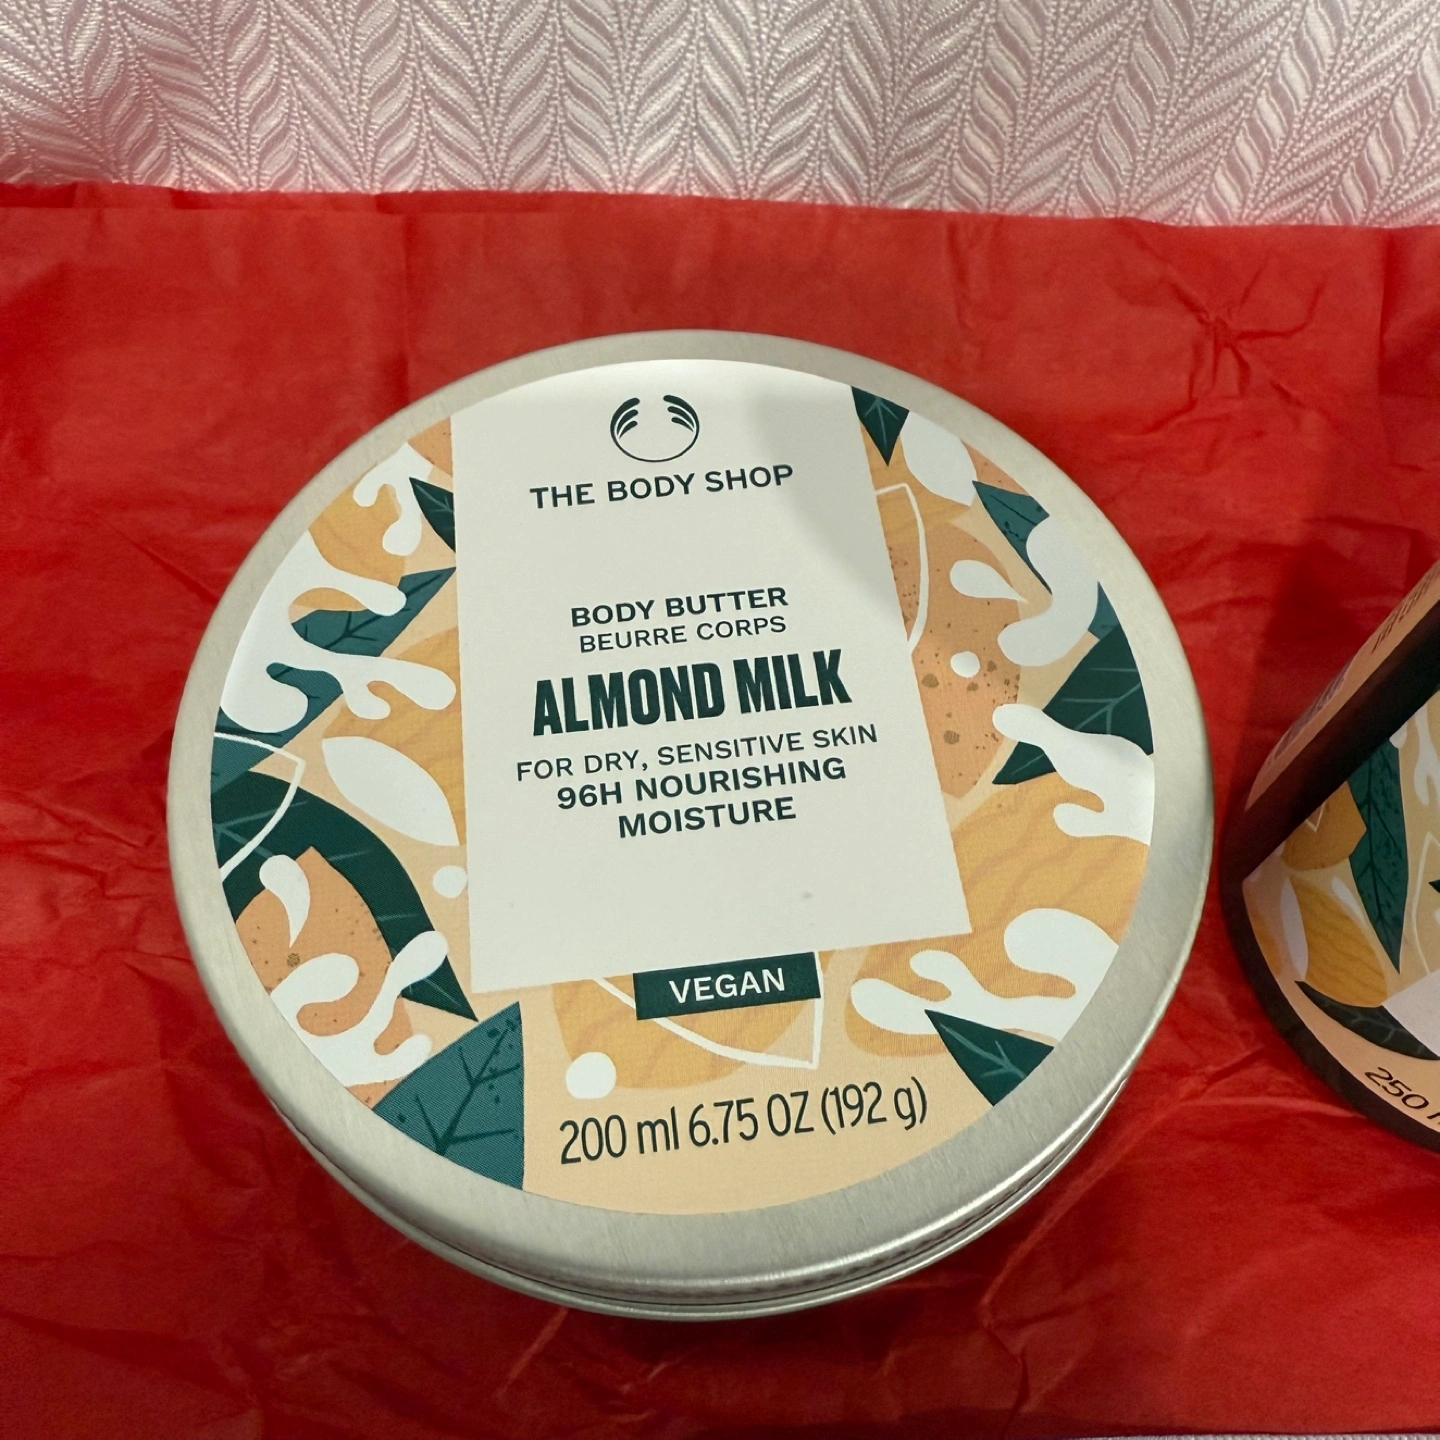 THE BODY SHOP
BODY BUTTER
BEURRE CORPS
ALMOND MILK
FOR DRY, SENSITIVE SKIN
96H NOURISHING
MOISTURE
VEGAN
200 ml 6.75 OZ (192 g)
250